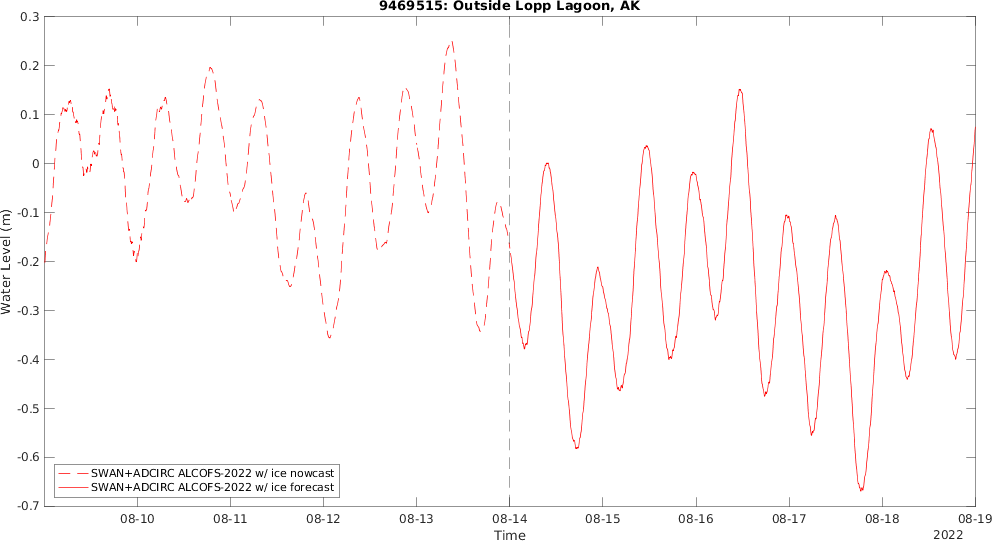 9469515: Outside Lopp Lagoon, AK
0.3
0.2
0.1
0
-0.1
-0.2
-0.3
-0.4
-0.5
-0.6
-0.7
Water Level (m)
SWAN+ADCIRC ALCOFS-2022 w/ ice nowcast
SWAN+ADCIRC ALCOFS-2022 w/ ice forecast
08-10 08-11 08-12 08-13 08-14 08-15 08-16 08-17 08-18 08-19
Time
2022